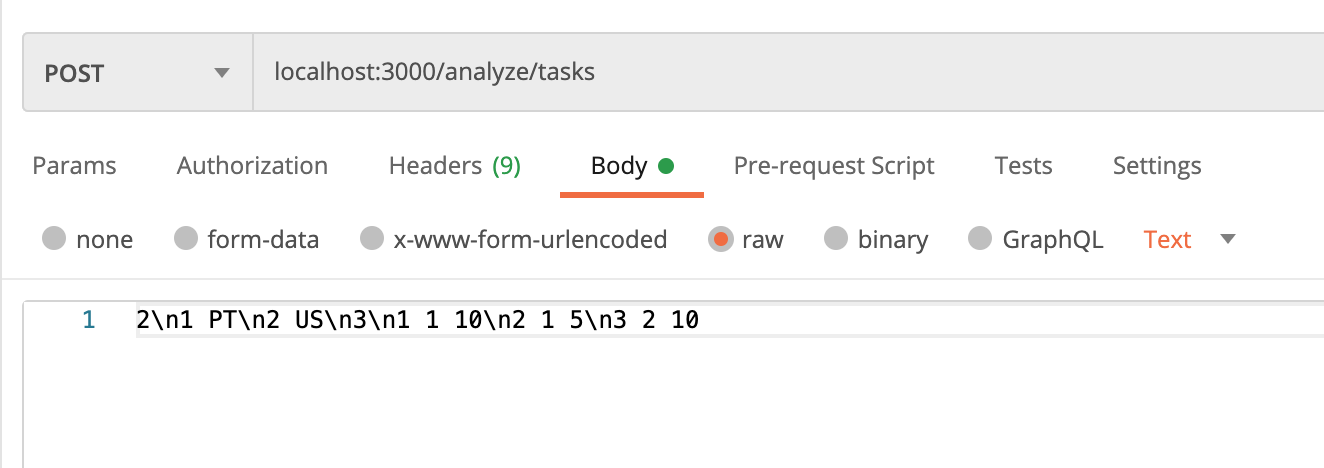 POST localhost:3000/analyze/tasks
Params Authorization Headers (9) Body Pre-request Script Tests Settings
none form-data x-www-form-urlencoded raw binary GraphQL Text
1 2\n1 PT\n2 US\n3\n1 1 10\n2 1 5\n3 2 10